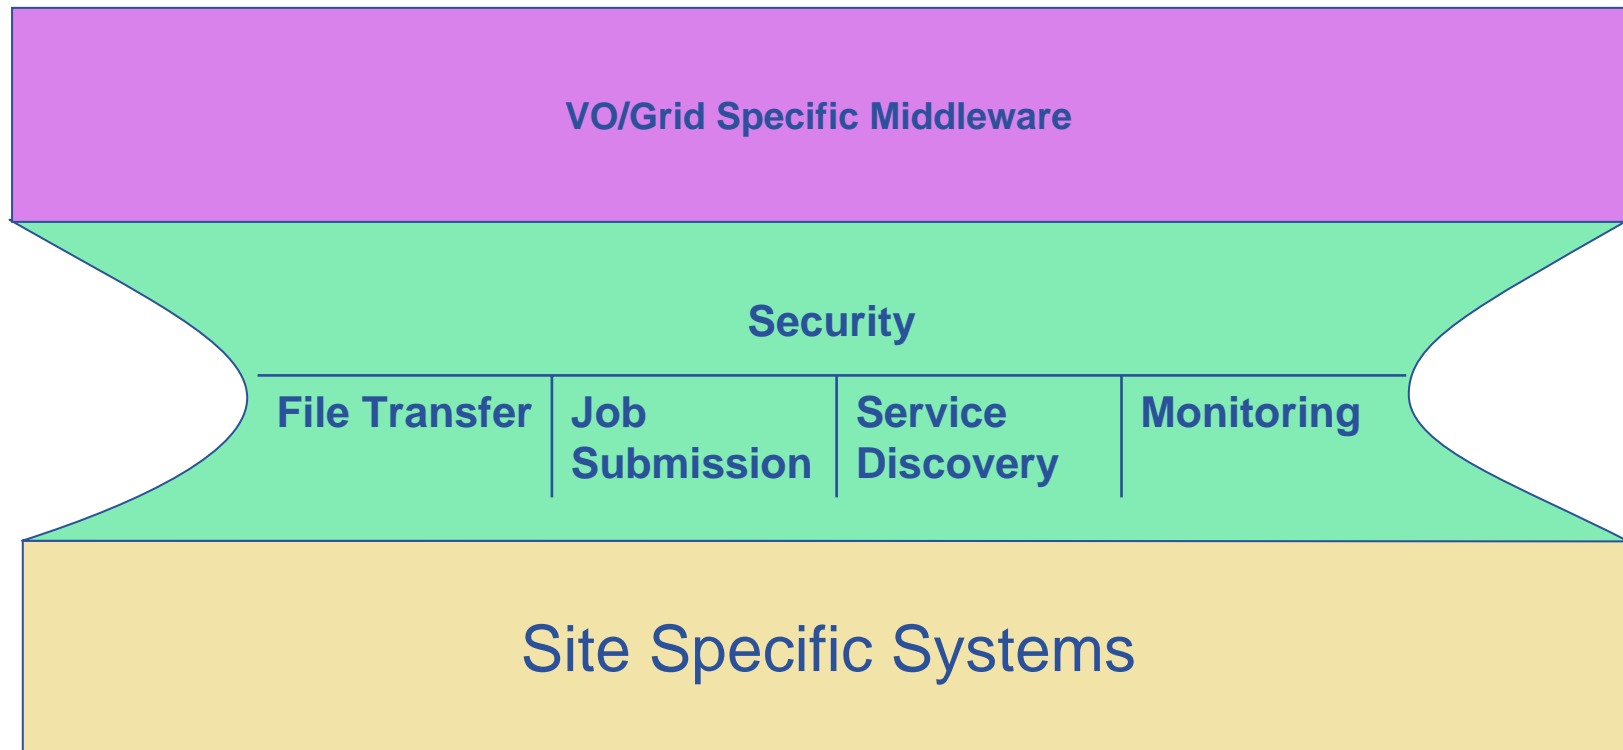 VO/Grid Specific Middleware
Security
File Transfer
Job
Submission
Service
Discovery
Monitoring
Site Specific Systems